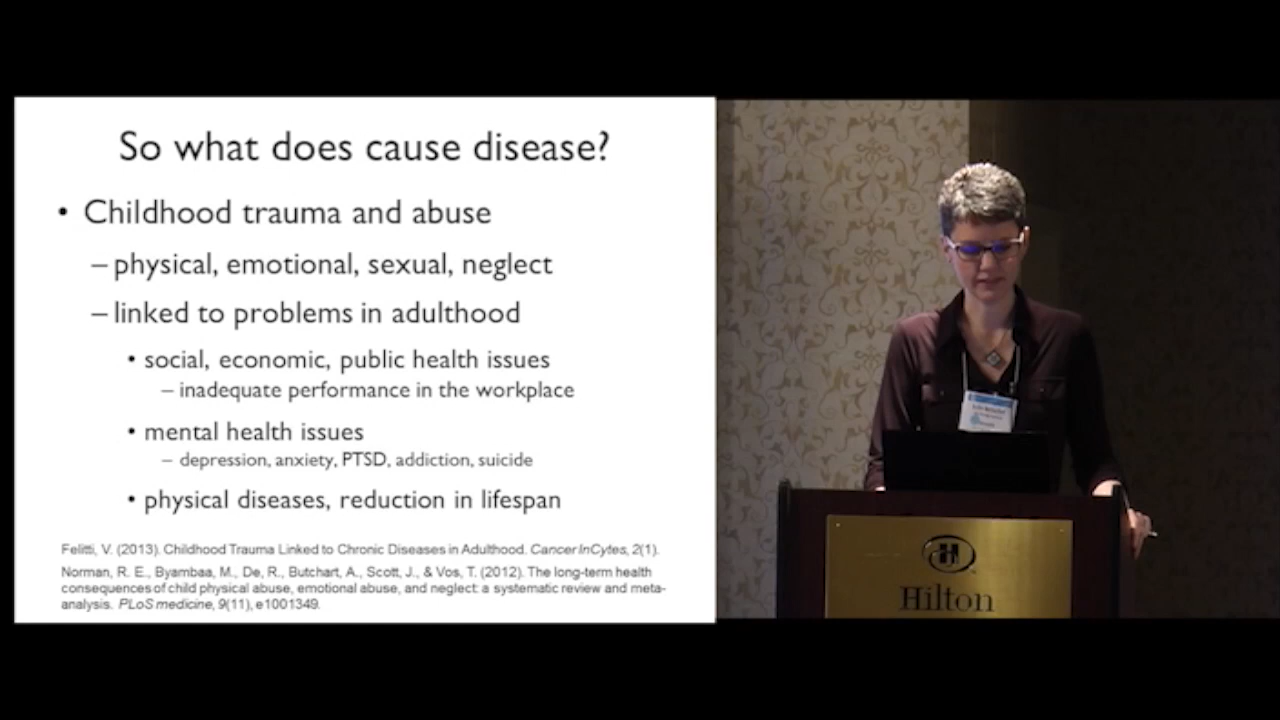 So what does cause disease?
• Childhood trauma and abuse
– physical, emotional, sexual, neglect
– linked to problems in adulthood
• social, economic, public health issues
– inadequate performance in the workplace
• mental health issues
– depression, anxiety, PTSD, addiction, suicide
• physical diseases, reduction in lifespan
Felitti, V. (2013). Childhood Trauma Linked to Chronic Diseases in Adulthood. CancerInCytes, 2(1).
Norman, R. E., Byambaa, M., De, R., Butchart, A., Scott, J., & Vos, T. (2012). The long-term health
consequences of child physical abuse, emotional abuse, and neglect: a systematic review and meta-
analysis. PLoS medicine, 9(11), e1001349.
Hilton